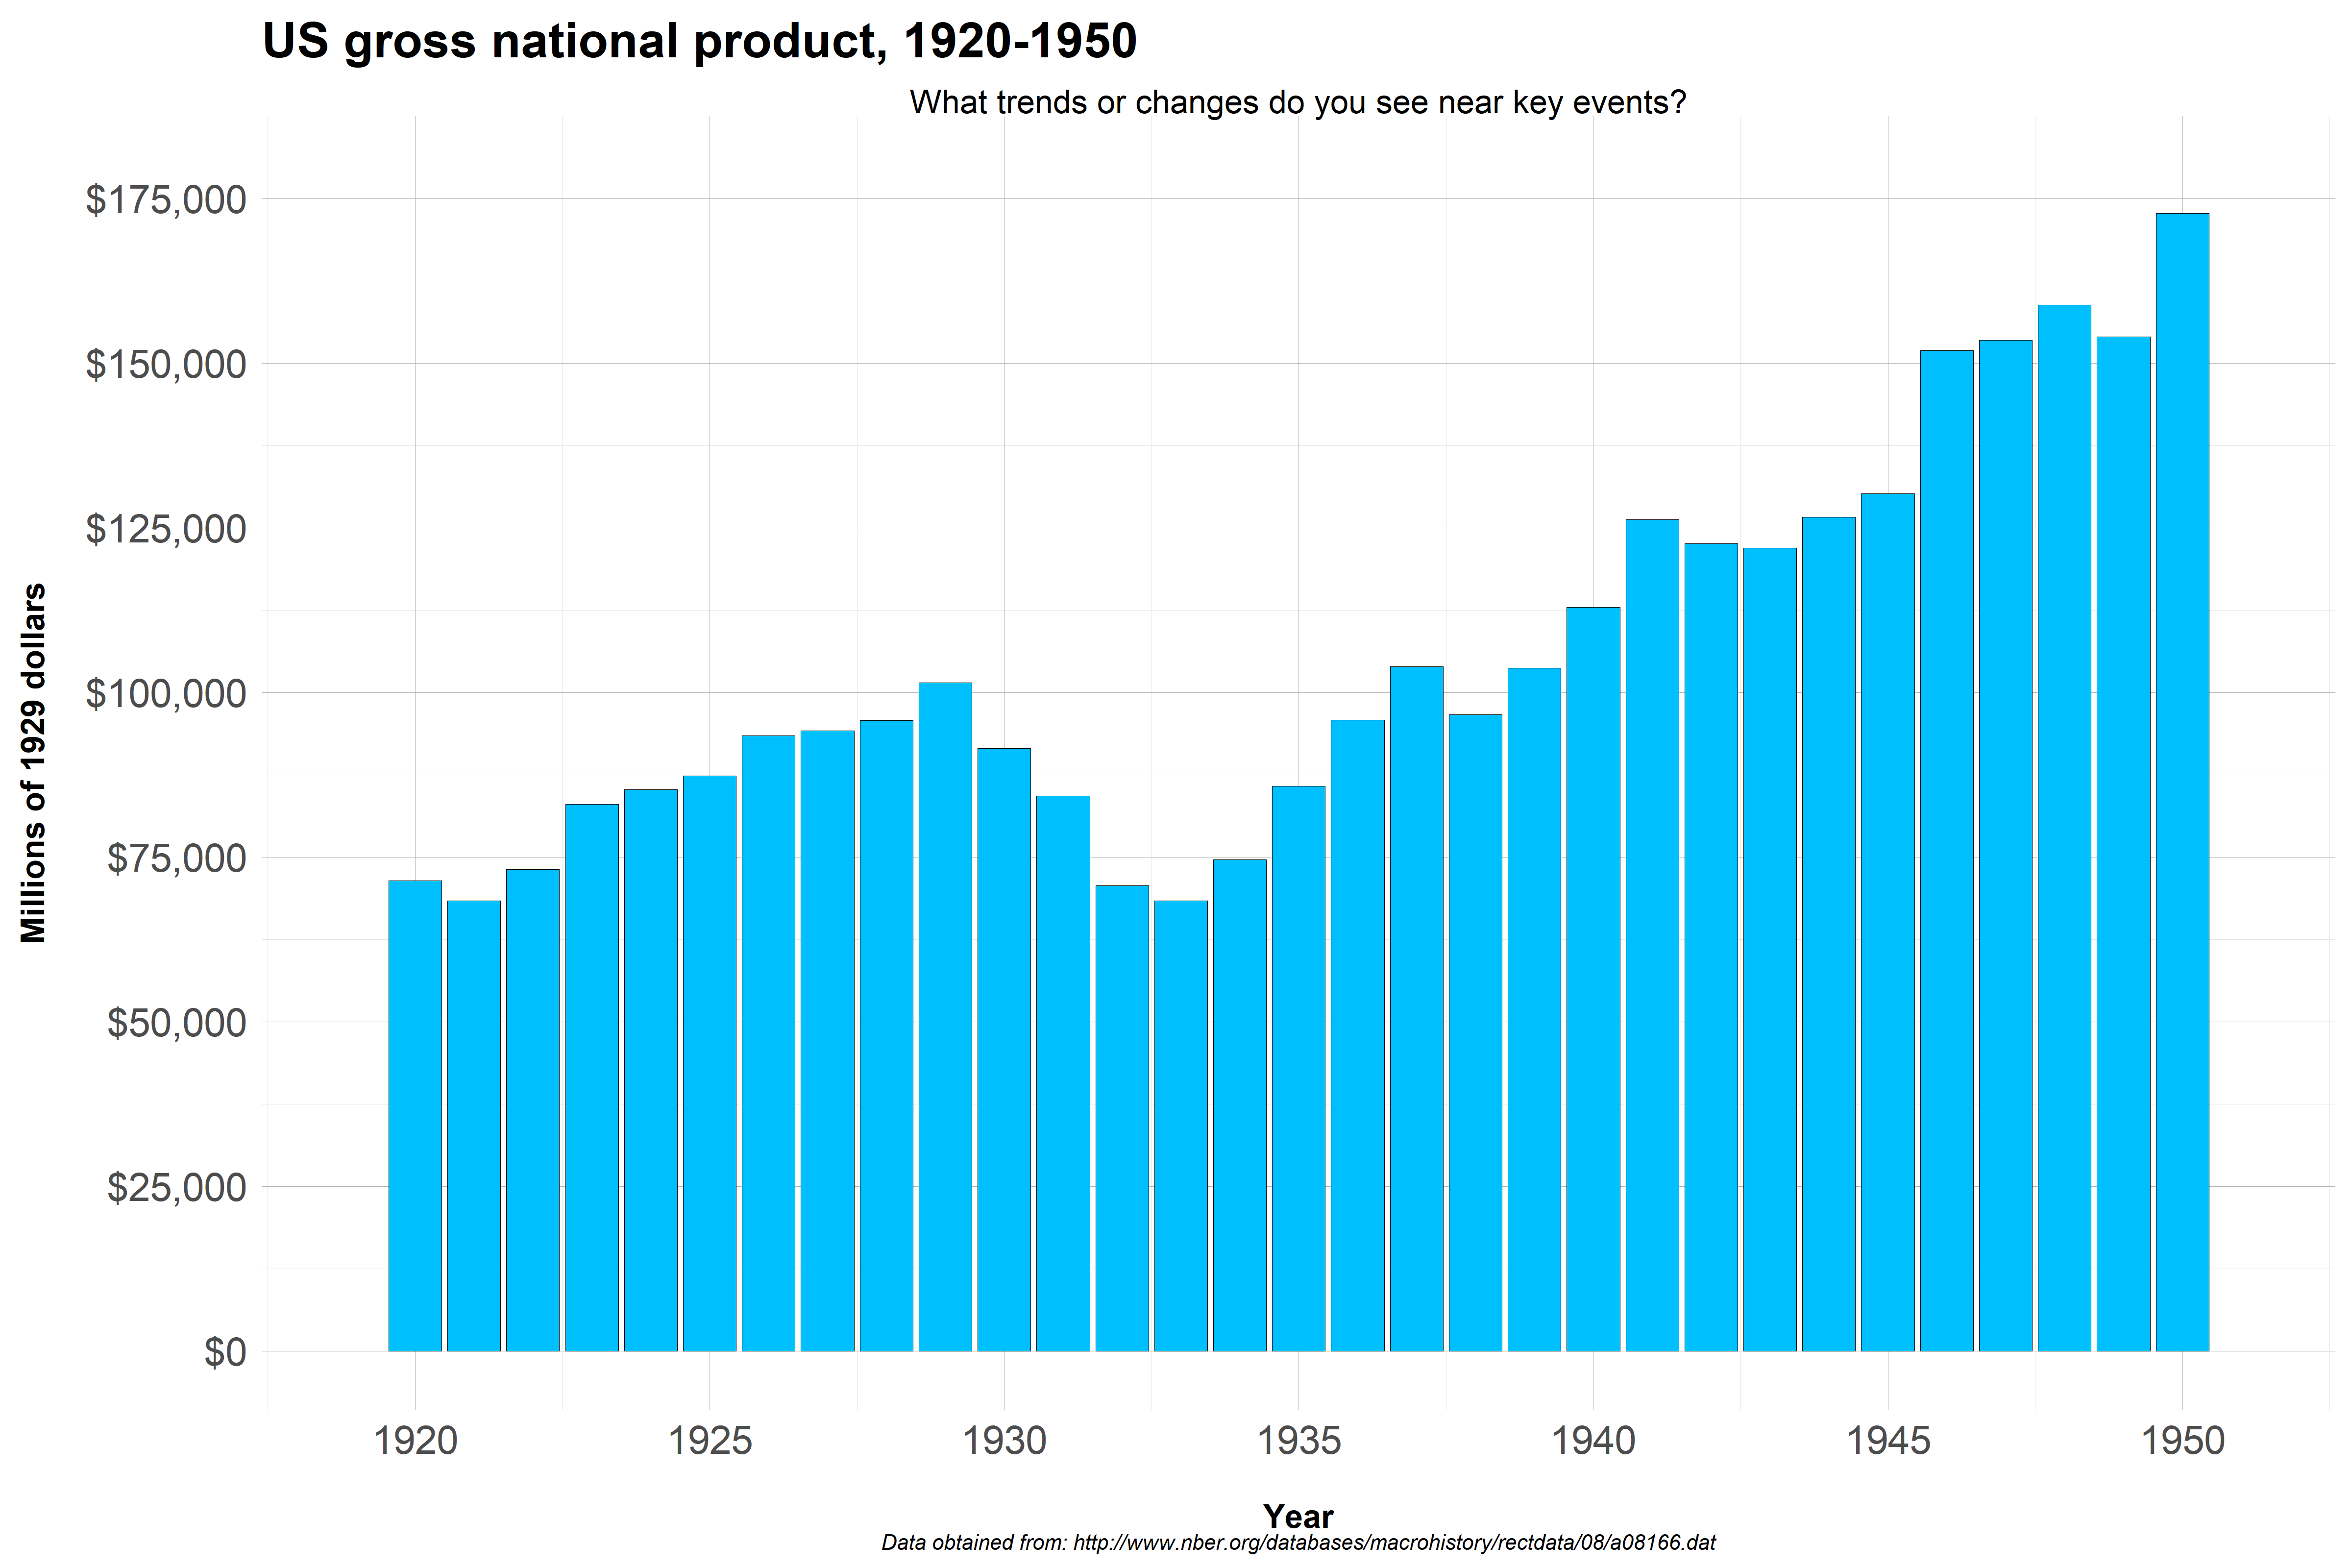 US gross national product, 1920-1950
What trends or changes do you see near key events?
$175,000
$150,000
$125,000
$100,000
$75,000
$50,000
$25,000
$0
Millions of 1929 dollars
1920 1925 1930 1935 1940 1945 1950
Year
Data obtained from: http://www.nber.org/databases/macrohistory/rectdata/08/a08166.dat